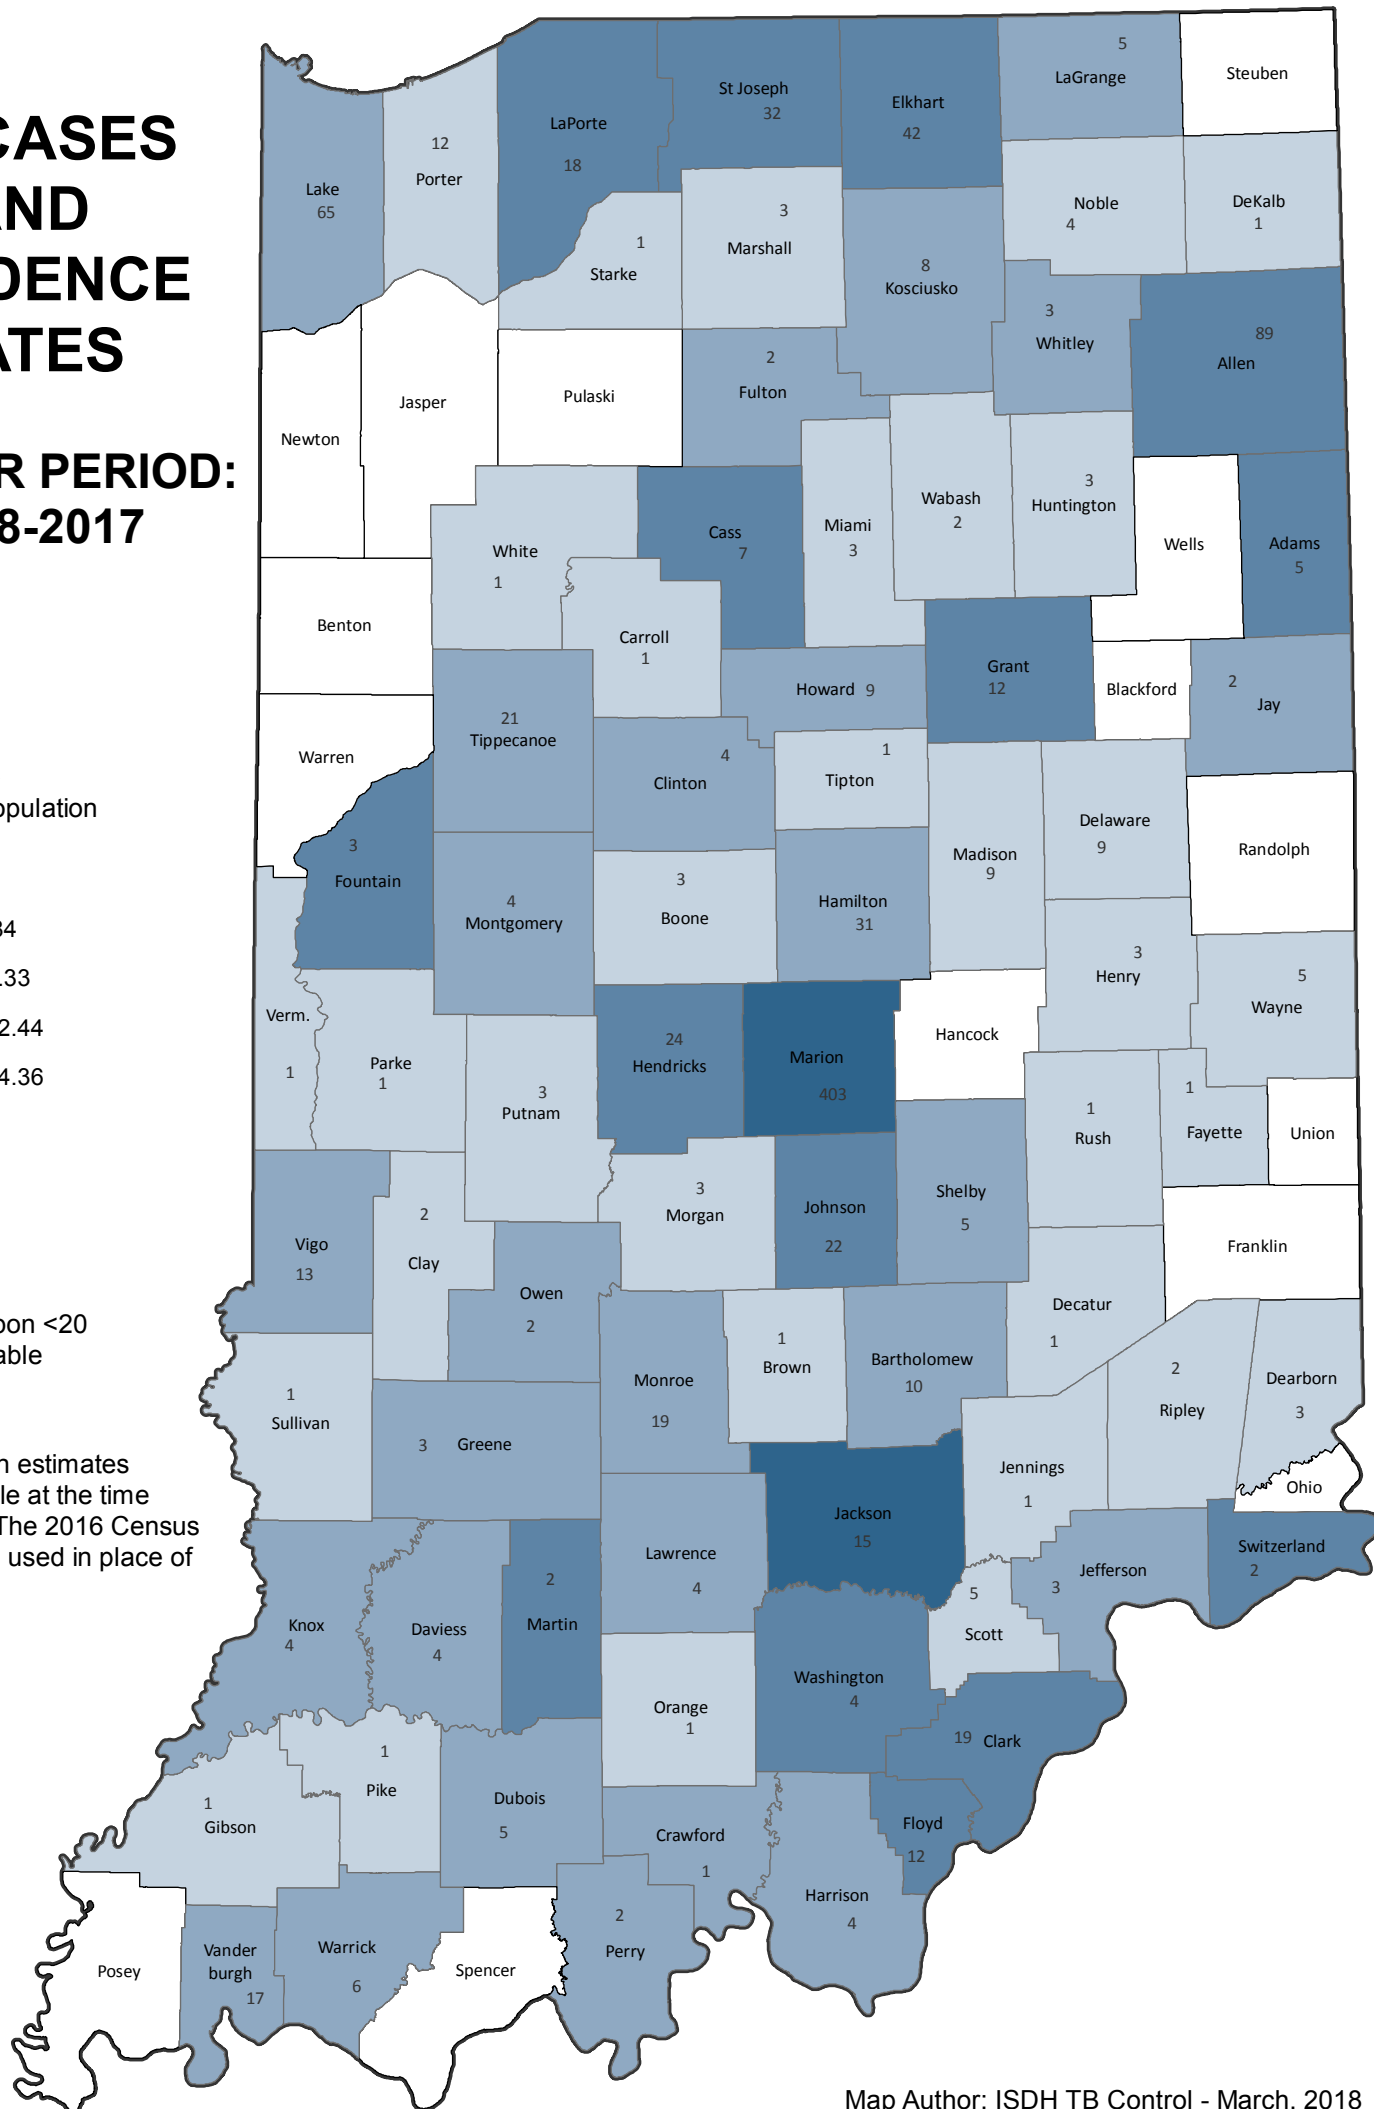 CASES
AND
DENCE
ATES
R PERIOD:
8-2017
opulation
34
.33
2.44
4.36
oon <20
able
n estimates
le at the time
The 2016 Census
used in place of
5
LaGrange
Steuben
St Joseph
32
Elkhart
42
LaPorte
18
12
Porter
Lake
65
Noble
4
DeKalb
1
3
Marshall
1
Starke
8
Kosciusko
3
Whitley
89
Allen
2
Fulton
Pulaski
Jasper
Newton
3
Huntington
Wabash
2
Miami
3
Cass
7
Wells
Adams
5
White
1
Benton
Carroll
1
Grant
12
Howard 9
Blackford
2
Jay
21
Tippecanoe
Warren
4
Clinton
1
Tipton
Delaware
9
Madison
9
Randolph
3
Fountain
4
Montgomery
3
Boone
Hamilton
31
3
Henry
5
Wayne
Verm.
1
Parke
1
24
Hendricks
Marion
403
Hancock
3
Putnam
1
Rush
1
Fayette
Union
3
Morgan
Johnson
22
Shelby
5
Vigo
13
2
Clay
Franklin
Owen
2
Decatur
1
1
Brown
Bartholomew
10
2
Ripley
Dearborn
3
1
Sullivan
Monroe
19
3 Greene
Jennings
1
Ohio
Jackson
15
Switzerland
2
Lawrence
4
3
Jefferson
2
Martin
5
Scott
Knox
4
Daviess
4
Washington
4
Orange
1
19 Clark
1
Pike
Dubois
5
1
Gibson
Floyd
12
Crawford
1
Harrison
4
2
Perry
Warrick
6
Vander
burgh
17
Posey
Spencer
Map Author: ISDH TB Control - March, 2018